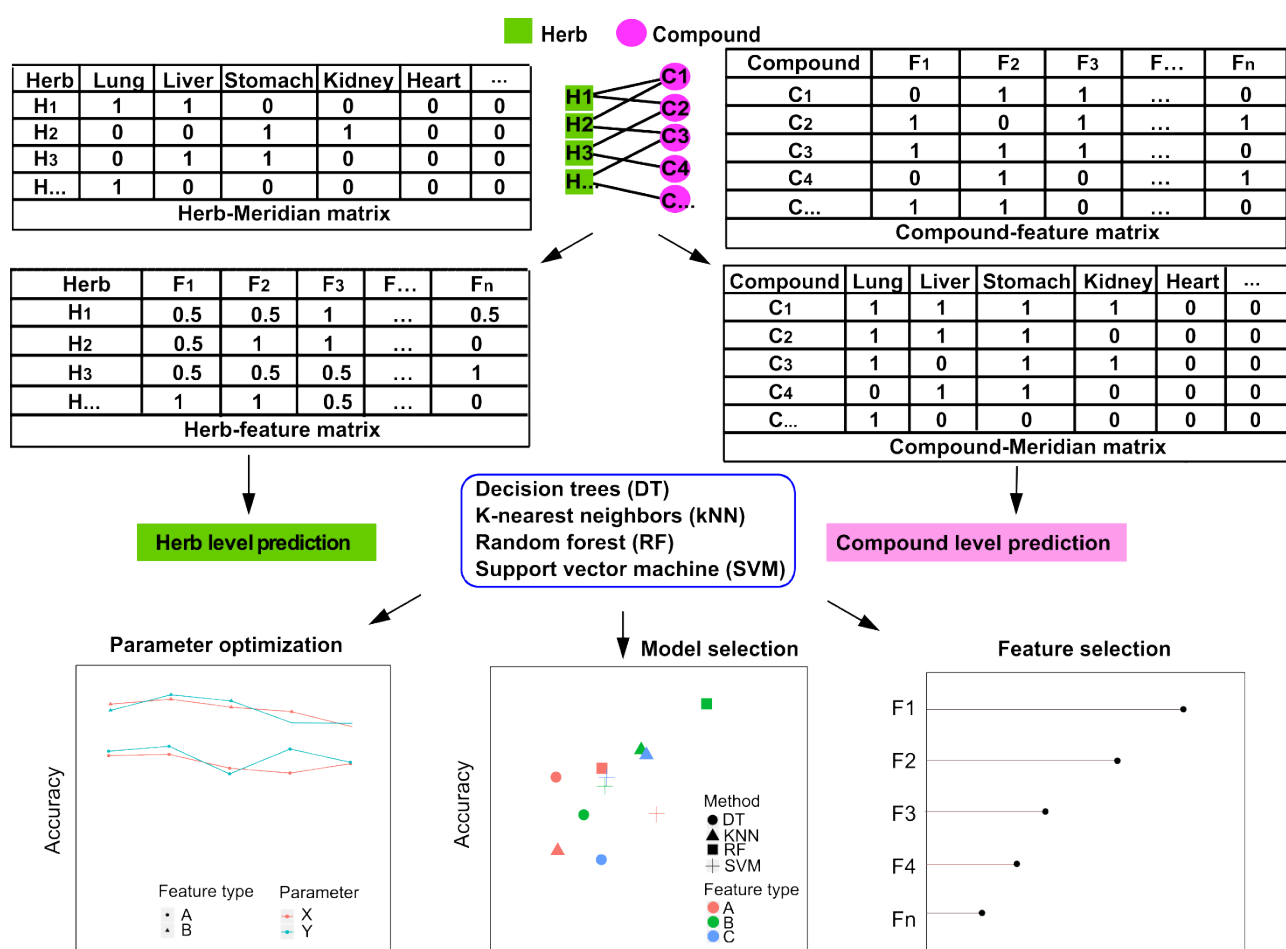 Herb Compound
Herb Lung Liver Stomach Kidney Heart ...
H1 1 1 0 0 0 0
H2 0 0 1 1 0 0
H3 0 1 1 0 0 0
H... 1 0 0 0 0 0
Herb-Meridian matrix
H1
H2
H3
H...
C1
C2
C3
C4
C...
Compound F1 F2 F3 F... Fn
C1 0 1 1 ... 0
C2 1 0 1 ... 1
C3 1 1 1 ... 0
C4 0 1 0 ... 1
C... 1 1 0 ... 0
Compound-feature matrix
Herb F1 F2 F3 F... Fn
H1 0.5 0.5 1 ... 0.5
H2 0.5 1 1 ... 0
H3 0.5 0.5 0.5 ... 1
H... 1 1 0.5 ... 0
Herb-feature matrix
Compound Lung Liver Stomach Kidney Heart ...
C1 1 1 1 1 0 0
C2 1 1 1 0 0 0
C3 1 0 1 1 0 0
C4 0 1 1 0 0 0
C... 1 0 0 0 0 0
Compound-Meridian matrix
Herb level prediction
Decision trees (DT)
K-nearest neighbors (kNN)
Random forest (RF)
Support vector machine (SVM)
Compound level prediction
Parameter optimization
Accuracy
Feature type
A
B
Parameter
X
Y
Model selection
Accuracy
Method
DT
KNN
RF
SVM
Feature type
A
B
C
Feature selection
F1
F2
F3
F4
Fn